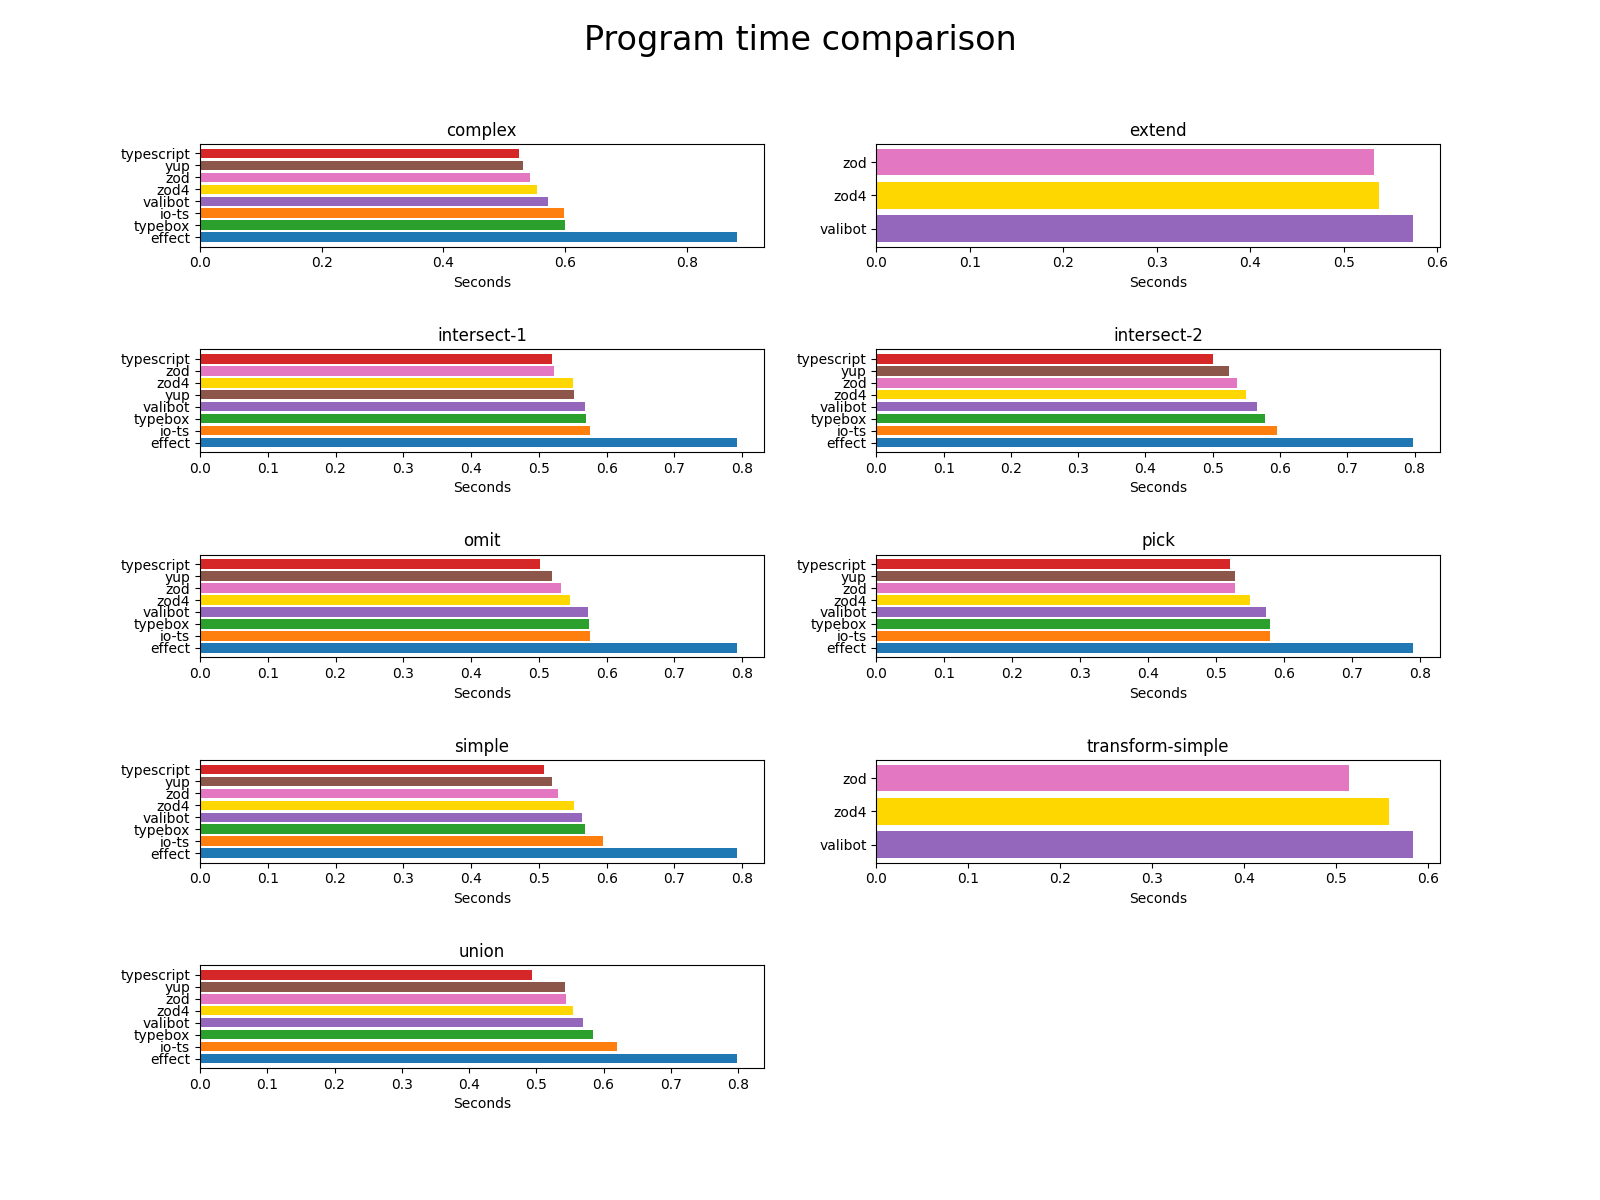 Program time comparison
complex
typescript
yup
zod
zod4
valibot
io-ts
typebox
effect
0.0 0.2 0.4 0.6 0.8
Seconds
extend
zod
zod4
valibot
0.0 0.1 0.2 0.3 0.4 0.5 0.6
Seconds
intersect-1
typescript
zod
zod4
yup
valibot
typebox
io-ts
effect
0.0 0.1 0.2 0.3 0.4 0.5 0.6 0.7 0.8
Seconds
intersect-2
typescript
yup
zod
zod4
valibot
typebox
io-ts
effect
0.0 0.1 0.2 0.3 0.4 0.5 0.6 0.7 0.8
Seconds
omit
typescript
yup
zod
zod4
valibot
typebox
io-ts
effect
0.0 0.1 0.2 0.3 0.4 0.5 0.6 0.7 0.8
Seconds
pick
typescript
yup
zod
zod4
valibot
typebox
io-ts
effect
0.0 0.1 0.2 0.3 0.4 0.5 0.6 0.7 0.8
Seconds
simple
typescript
yup
zod
zod4
valibot
typebox
io-ts
effect
0.0 0.1 0.2 0.3 0.4 0.5 0.6 0.7 0.8
Seconds
transform-simple
zod
zod4
valibot
0.0 0.1 0.2 0.3 0.4 0.5 0.6
Seconds
union
typescript
yup
zod
zod4
valibot
typebox
io-ts
effect
0.0 0.1 0.2 0.3 0.4 0.5 0.6 0.7 0.8
Seconds